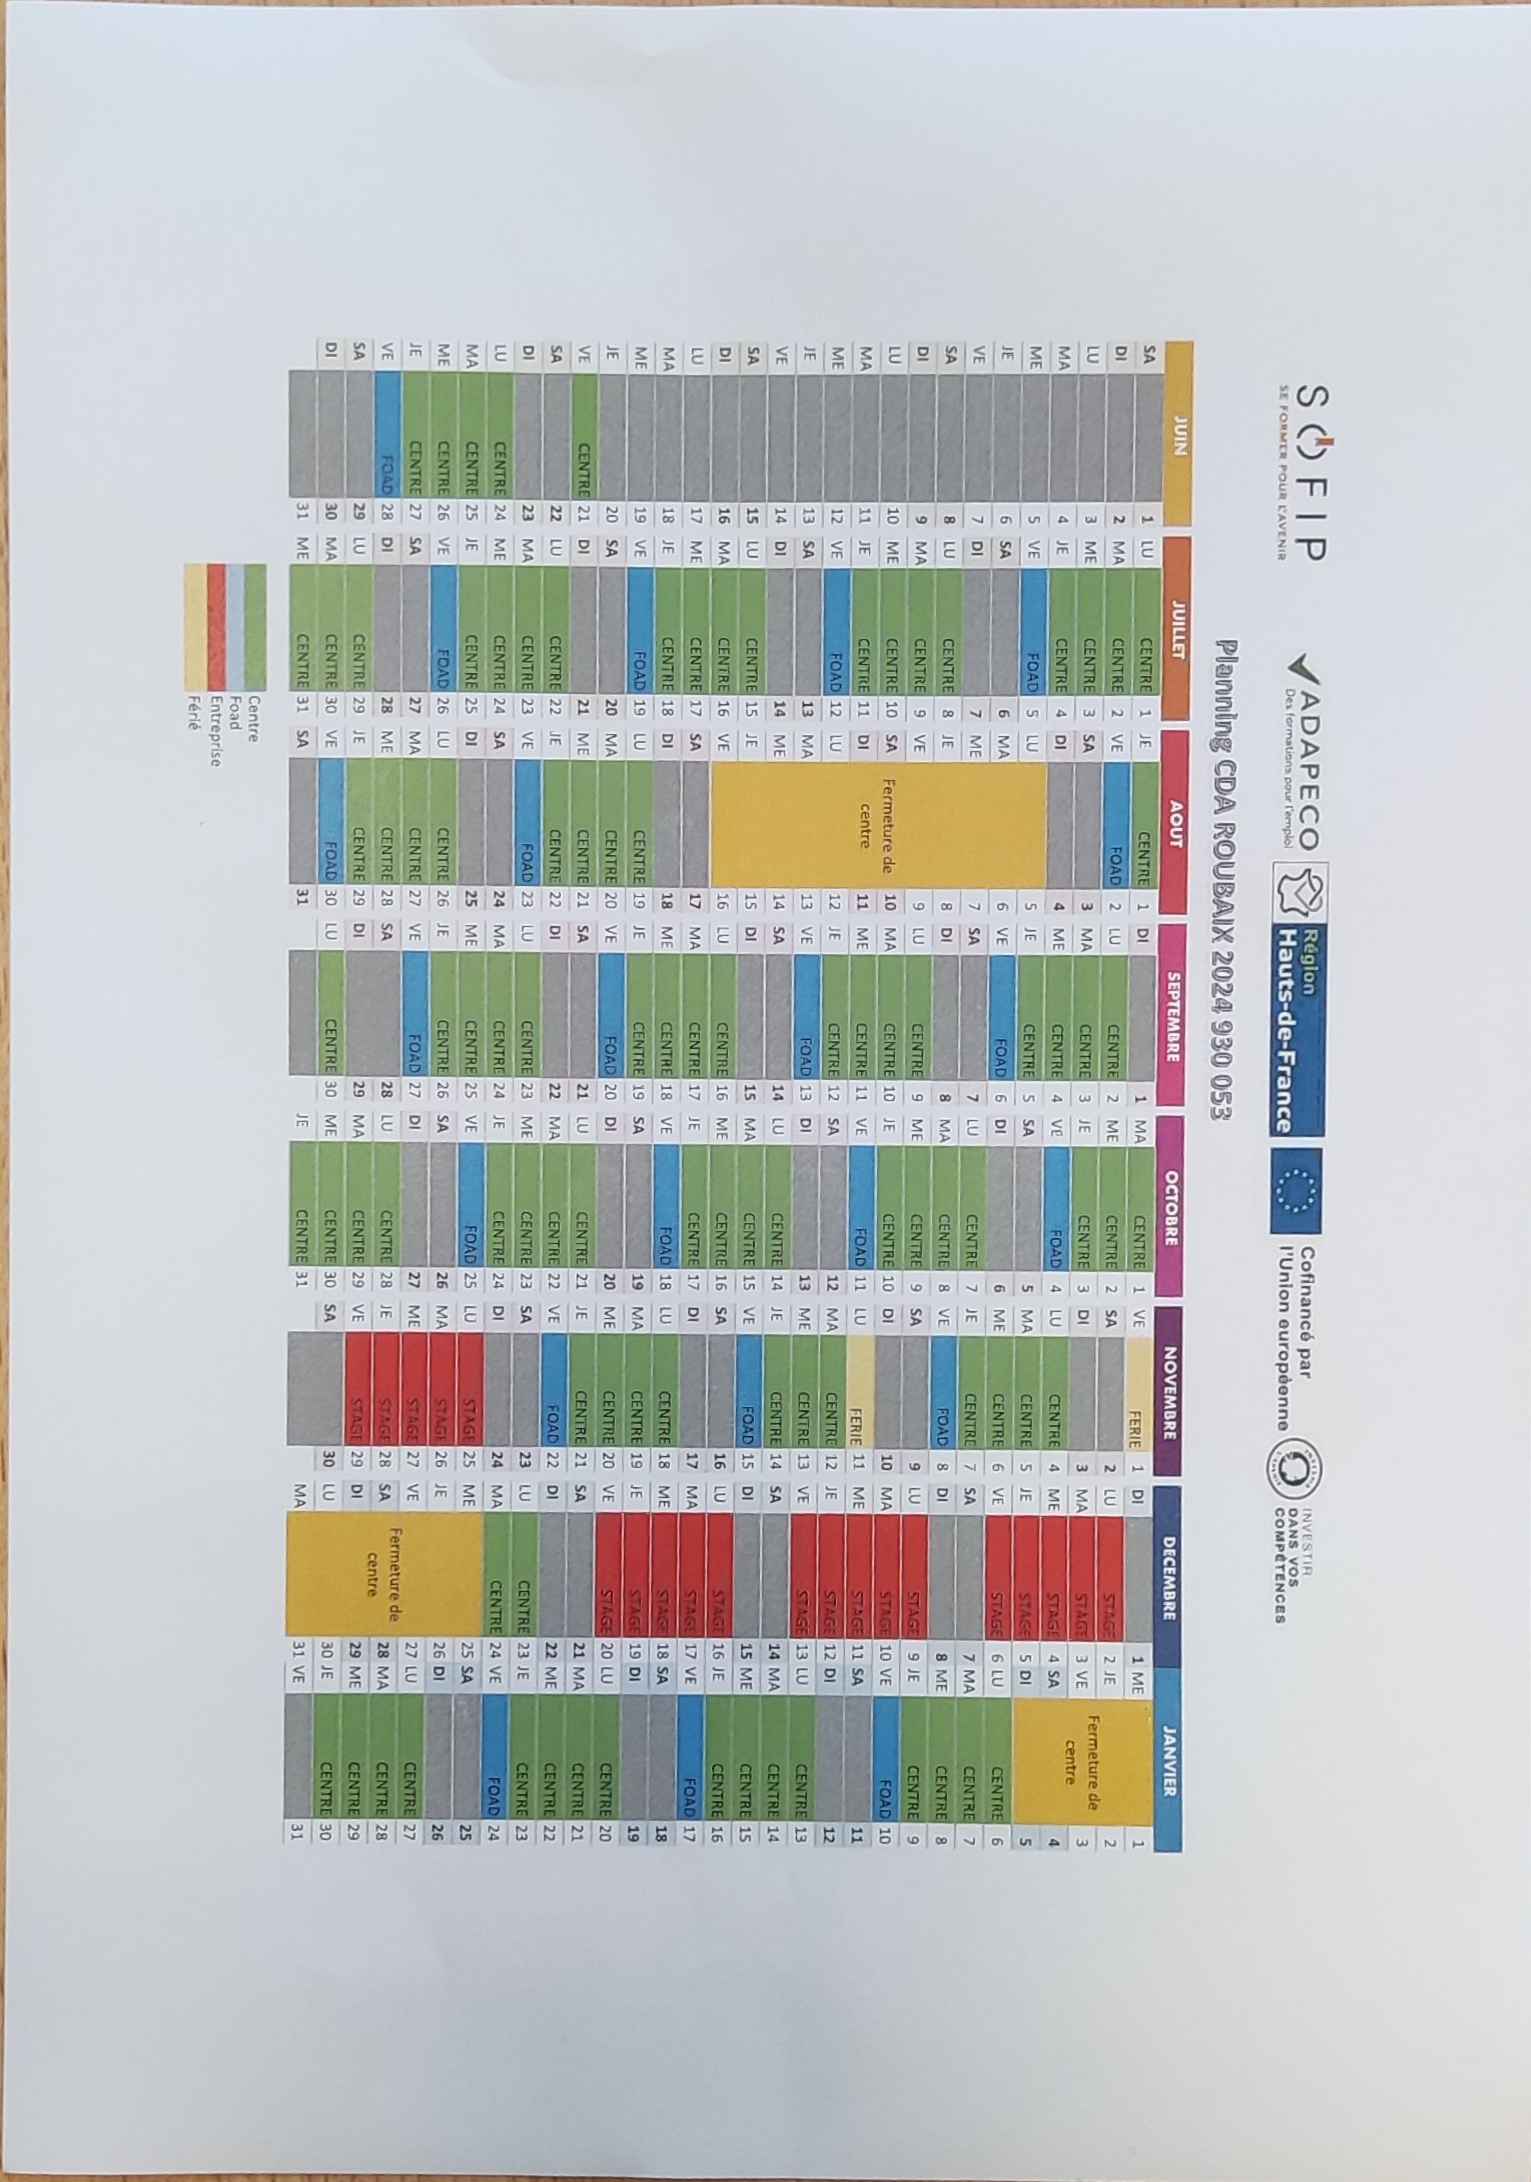 SOFIP
SE FORMER POUR L'AVENIR
ADAPECO
Des formations pour l'emploi
Région
Hauts-de-France
Cofinancé par
l'Union européenne
INVESTIR
DANS VOS
COMPÉTENCES
Planning CDA ROUBAIX 2024 930 053
JUIN JUILLET AOUT SEPTEMBRE OCTOBRE NOVEMBRE DECEMBRE JANVIER
SA 1 LU CENTRE 1 JE CENTRE 1 DI 1 MA CENTRE 1 VE FERIE 1 DI 1 ME 1
DI 2 MA CENTRE 2 VE FOAD 2 LU CENTRE 2 ME CENTRE 2 SA 2 LU STAGE 2 JE Fermeture de 2
LU 3 ME CENTRE 3 SA 3 MA CENTRE 3 JE CENTRE 3 DI 3 MA STAGE 3 VE centre 3
MA 4 JE CENTRE 4 DI 4 ME CENTRE 4 VE FOAD 4 LU CENTRE 4 ME STAGE 4 SA 4
ME 5 VE FOAD 5 LU 5 JE CENTRE 5 SA 5 MA CENTRE 5 JE STAGE 5 DI 5
JE 6 SA 6 MA 6 VE FOAD 6 DI 6 ME CENTRE 6 VE STAGE 6 LU CENTRE 6
VE 7 DI 7 ME 7 SA 7 LU CENTRE 7 JE CENTRE 7 SA 7 MA CENTRE 7
SA 8 LU CENTRE 8 JE 8 DI 8 MA CENTRE 8 VE FOAD 8 DI 8 ME CENTRE 8
DI 9 MA CENTRE 9 VE 9 LU CENTRE 9 ME CENTRE 9 SA 9 LU STAGE 9 JE CENTRE 9
LU 10 ME CENTRE 10 SA Fermeture de 10 MA CENTRE 10 JE CENTRE 10 DI 10 MA STAGE 10 VE FOAD 10
MA 11 JE CENTRE 11 DI centre 11 ME CENTRE 11 VE FOAD 11 LU FERIE 11 ME STAGE 11 SA 11
ME 12 VE FOAD 12 LU 12 JE CENTRE 12 SA 12 MA CENTRE 12 JE STAGE 12 DI 12
JE 13 SA 13 MA 13 VE FOAD 13 DI 13 ME CENTRE 13 VE STAGE 13 LU CENTRE 13
VE 14 DI 14 ME 14 SA 14 LU CENTRE 14 JE CENTRE 14 SA 14 MA CENTRE 14
SA 15 LU CENTRE 15 JE 15 DI 15 MA CENTRE 15 VE FOAD 15 DI 15 ME CENTRE 15
DI 16 MA CENTRE 16 VE 16 LU CENTRE 16 ME CENTRE 16 SA 16 LU STAGE 16 JE CENTRE 16
LU 17 ME CENTRE 17 SA 17 MA CENTRE 17 JE CENTRE 17 DI 17 MA STAGE 17 VE FOAD 17
MA 18 JE CENTRE 18 DI 18 ME CENTRE 18 VE FOAD 18 LU CENTRE 18 ME STAGE 18 SA 18
ME 19 VE FOAD 19 LU CENTRE 19 JE CENTRE 19 SA 19 MA CENTRE 19 JE STAGE 19 DI 19
JE 20 SA 20 MA CENTRE 20 VE FOAD 20 DI 20 ME CENTRE 20 VE STAGE 20 LU CENTRE 20
VE CENTRE 21 DI 21 ME CENTRE 21 SA 21 LU CENTRE 21 JE CENTRE 21 SA 21 MA CENTRE 21
SA 22 LU CENTRE 22 JE CENTRE 22 DI 22 MA CENTRE 22 VE FOAD 22 DI 22 ME CENTRE 22
DI 23 MA CENTRE 23 VE FOAD 23 LU CENTRE 23 ME CENTRE 23 SA 23 LU CENTRE 23 JE CENTRE 23
LU CENTRE 24 ME CENTRE 24 SA 24 MA CENTRE 24 JE CENTRE 24 DI 24 MA CENTRE 24 VE FOAD 24
MA CENTRE 25 JE CENTRE 25 DI 25 ME CENTRE 25 VE FOAD 25 LU STAGE 25 ME 25 SA 25
ME CENTRE 26 VE FOAD 26 LU CENTRE 26 JE CENTRE 26 SA 26 MA STAGE 26 JE 26 DI 26
JE CENTRE 27 SA 27 MA CENTRE 27 VE FOAD 27 DI 27 ME STAGE 27 VE Fermeture de 27 LU CENTRE 27
VE FOAD 28 DI 28 ME CENTRE 28 SA 28 LU CENTRE 28 JE STAGE 28 SA centre 28 MA CENTRE 28
SA 29 LU CENTRE 29 JE CENTRE 29 DI 29 MA CENTRE 29 VE STAGE 29 DI 29 ME CENTRE 29
DI 30 MA CENTRE 30 VE FOAD 30 LU CENTRE 30 ME CENTRE 30 SA 30 LU 30 JE CENTRE 30
31 ME CENTRE 31 SA 31 JE CENTRE 31 MA 31 VE 31
Centre
Foad
Entreprise
Férié